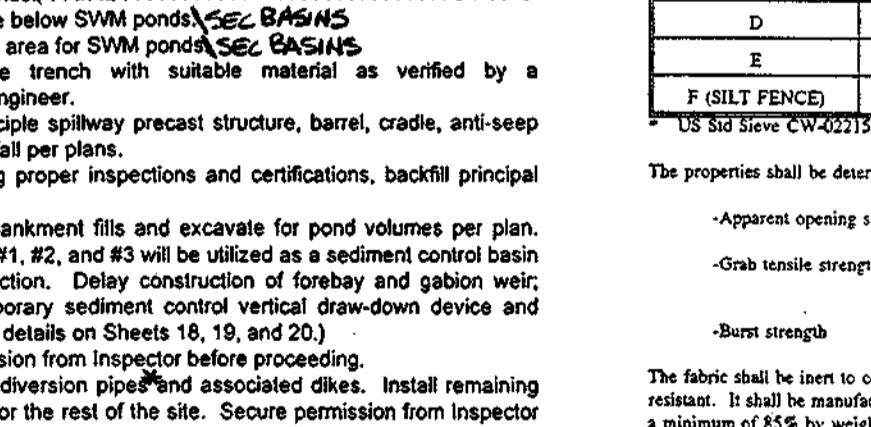 e below SWM ponds.\SEC BASINS
area for SWM ponds\SEC BASINS
e trench with suitable material as verified by a
ngineer.
ciple spillway precast structure, barrel, cradle, anti-seep
all per plans.
g proper inspections and certifications, backfill principal
ankment fills and excavate for pond volumes per plan.
#1, #2, and #3 will be utilized as a sediment control basin
ction. Delay construction of forebay and gabion weir;
porary sediment control vertical draw-down device and
details on Sheets 18, 19, and 20.)
sion from Inspector before proceeding.
diversion pipes* and associated dikes. Install remaining
or the rest of the site. Secure permission from Inspector
D
E
F (SILT FENCE)
* US Std Sieve CW-02215
The properties shall be deter
-Apparent opening s
-Grab tensile strengt
-Burst strength
The fabric shall be inert to c
resistant. It shall be manufac
a minimum of 85% by weigh